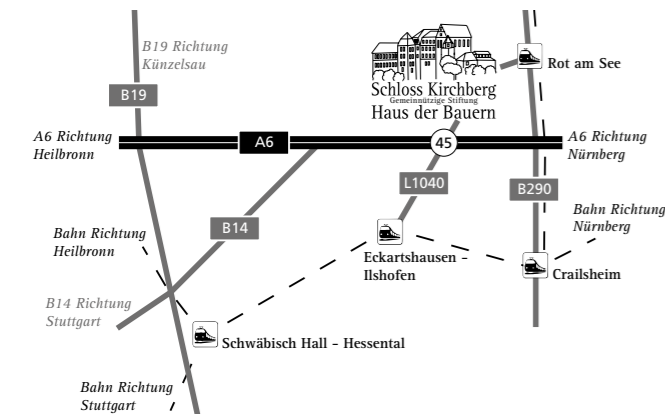 B19 Richtung
Künzelsau
B19
Rot am See
Schloss Kirchberg
Gemeinnützige Stiftung
Haus der Bauern
A6 Richtung
Heilbronn
A6
45
A6 Richtung
Nürnberg
L1040
B290
B14
Bahn Richtung
Nürnberg
Bahn Richtung
Heilbronn
Eckartshausen -
Ilshofen
Crailsheim
B14 Richtung
Stuttgart
Schwäbisch Hall - Hessental
Bahn Richtung
Stuttgart